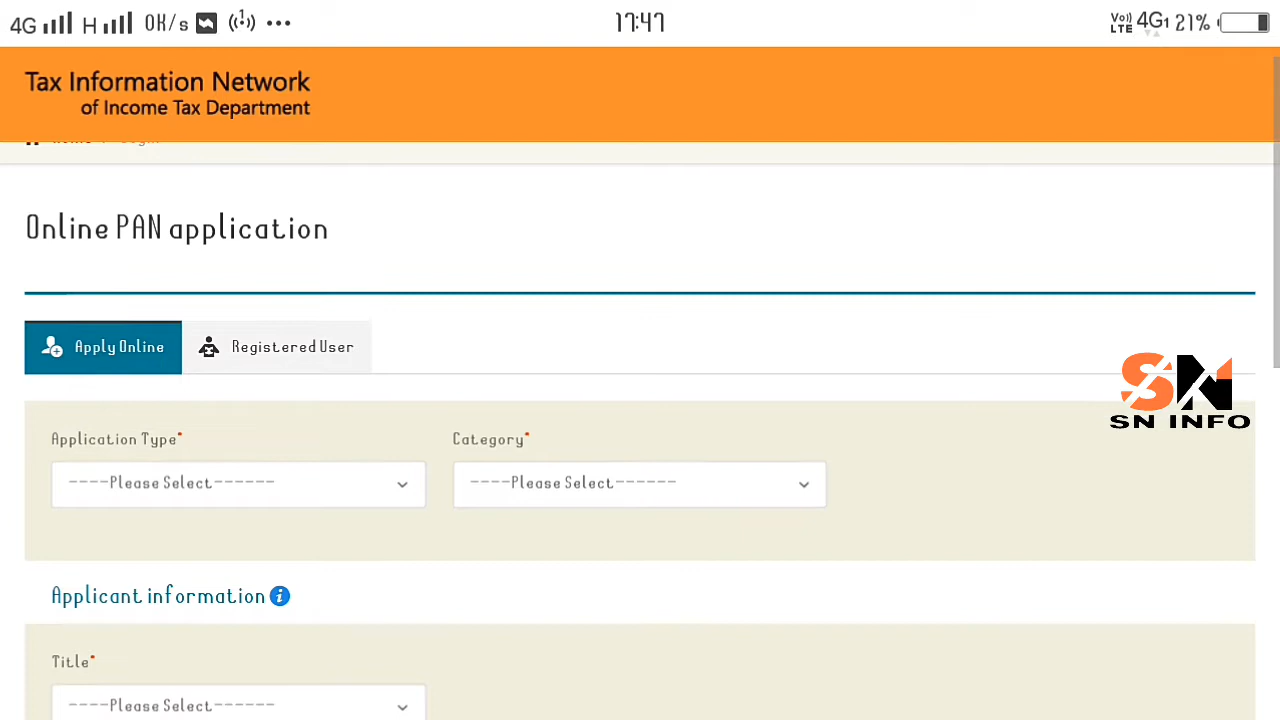 4G H 0K/s 17:47 Vo)) LTE 4G1 21%
Tax Information Network
of Income Tax Department
Online PAN application
Apply Online Registered User
SN
SN INFO
Application Type* Category*
----Please Select------ ----Please Select------
Applicant information i
Title*
----Please Select------